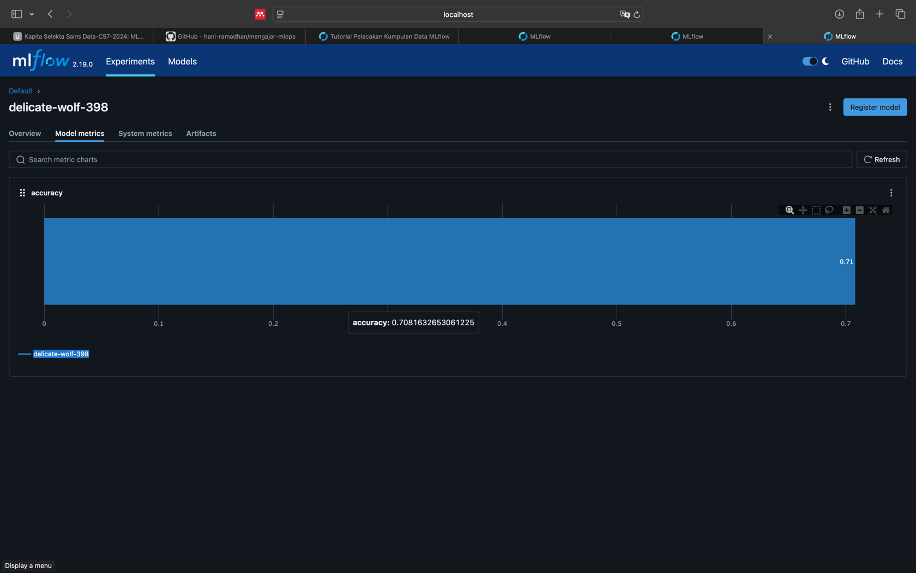 localhost
Kapita Selekta Sains Data-CS7-2024: ML...
GitHub - hani-ramadhan/mengajar-mlops
Tutorial Pelacakan Kumpulan Data MLflow
MLflow
MLflow
MLflow
mlflow 2.19.0
Experiments
Models
GitHub
Docs
Default
delicate-wolf-398
Register model
Overview
Model metrics
System metrics
Artifacts
Search metric charts
Refresh
accuracy
0.71
0
0.1
0.2
accuracy: 0.7081632653061225
0.4
0.5
0.6
0.7
delicate-wolf-398
Display a menu